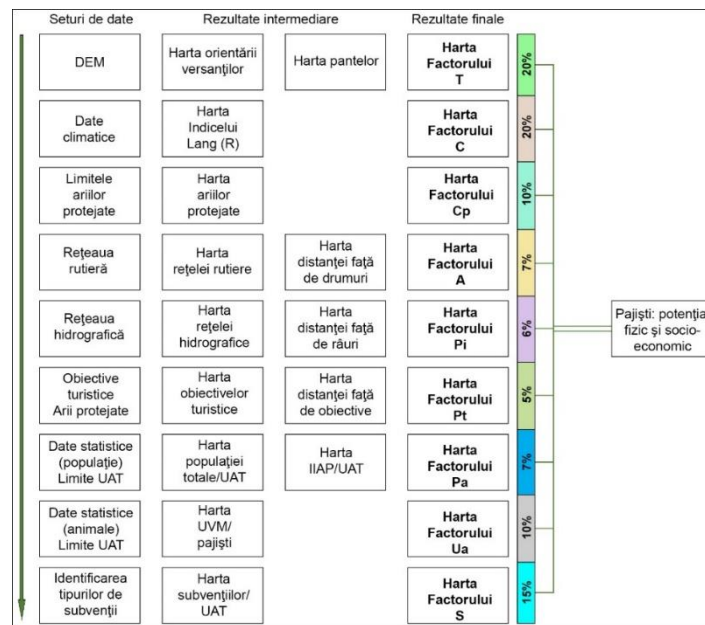 Seturi de date
Rezultate intermediare
Rezultate finale
DEM
Harta orientării
versanţilor
Harta pantelor
Harta
Factorului
T
20%
Date
climatice
Harta
Indicelui
Lang (R)
Harta
Factorului
C
20%
Limitele
ariilor
protejate
Harta
ariilor
protejate
Harta
Factorului
Cp
10%
Reţeaua
rutieră
Harta
reţelei rutiere
Harta
distanţei faţă
de drumuri
Harta
Factorului
A
7%
Reţeaua
hidrografică
Harta
reţelei
hidrografice
Harta
distanţei faţă
de râuri
Harta
Factorului
Pi
6%
Obiective
turistice
Arii protejate
Harta
obiectivelor
turistice
Harta
distanţei faţă
de obiective
Harta
Factorului
Pt
5%
Date statistice
(populaţie)
Limite UAT
Harta
populaţiei
totale/UAT
Harta
IIAP/UAT
Harta
Factorului
Pa
7%
Date statistice
(animale)
Limite UAT
Harta
UVM/
pajişti
Harta
Factorului
Ua
10%
Identificarea
tipurilor de
subvenţii
Harta
subvenţiilor/
UAT
Harta
Factorului
S
15%
Pajişti: potenţia
fizic şi socio-
economic